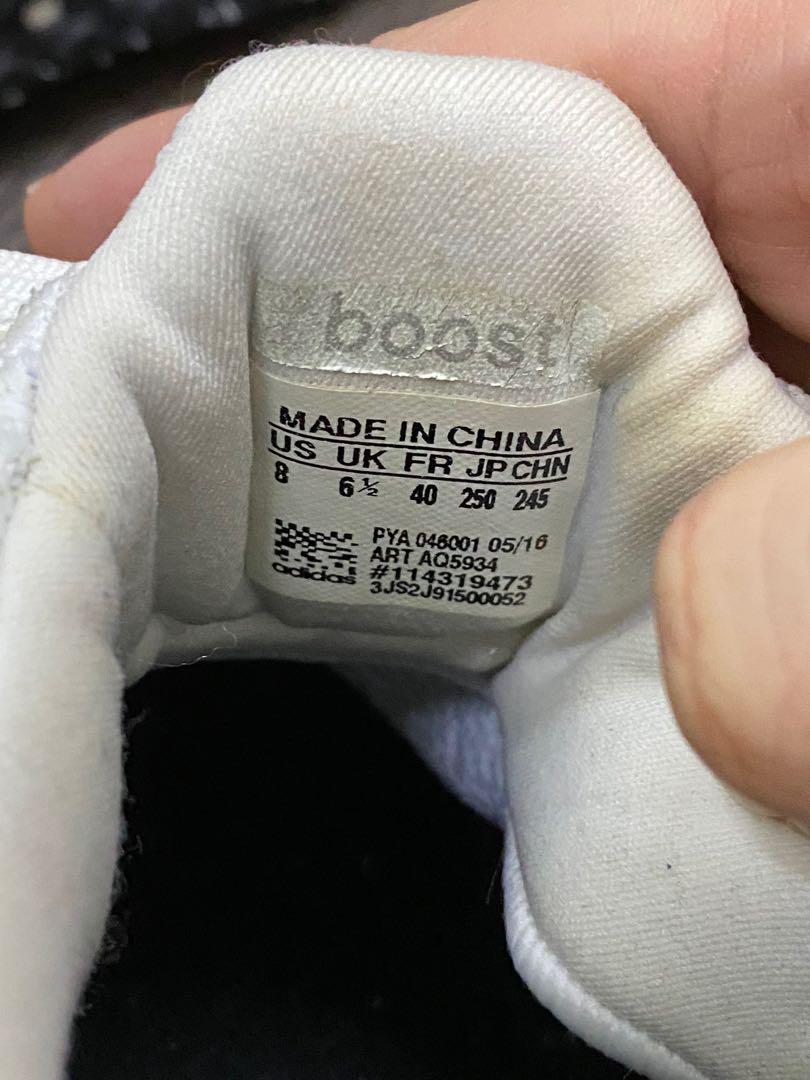 boost
MADE IN CHINA
US UK FR JP CHN
8 6½ 40 250 245
PYA 046001 05/16
ART AQ5934
#114319473
3JS2J91500052
adidas